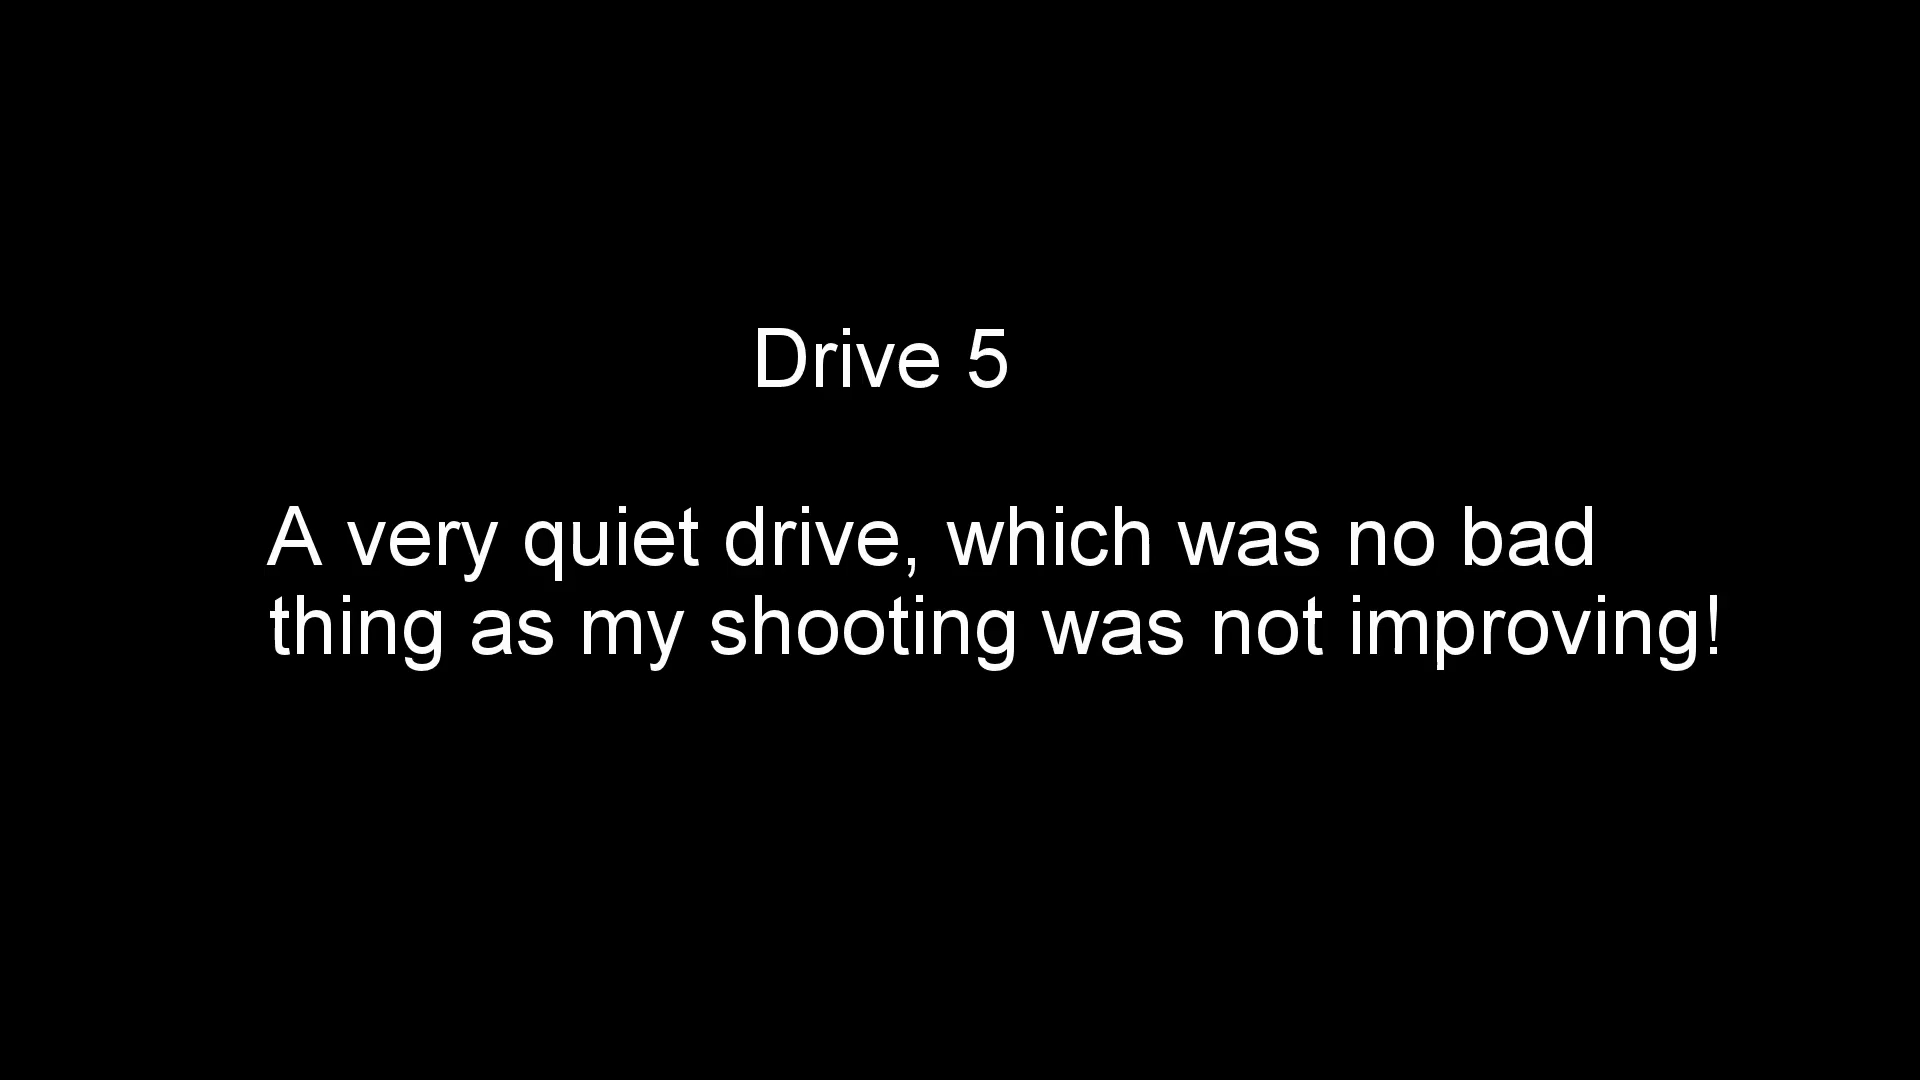 Drive 5
A very quiet drive, which was no bad
thing as my shooting was not improving!